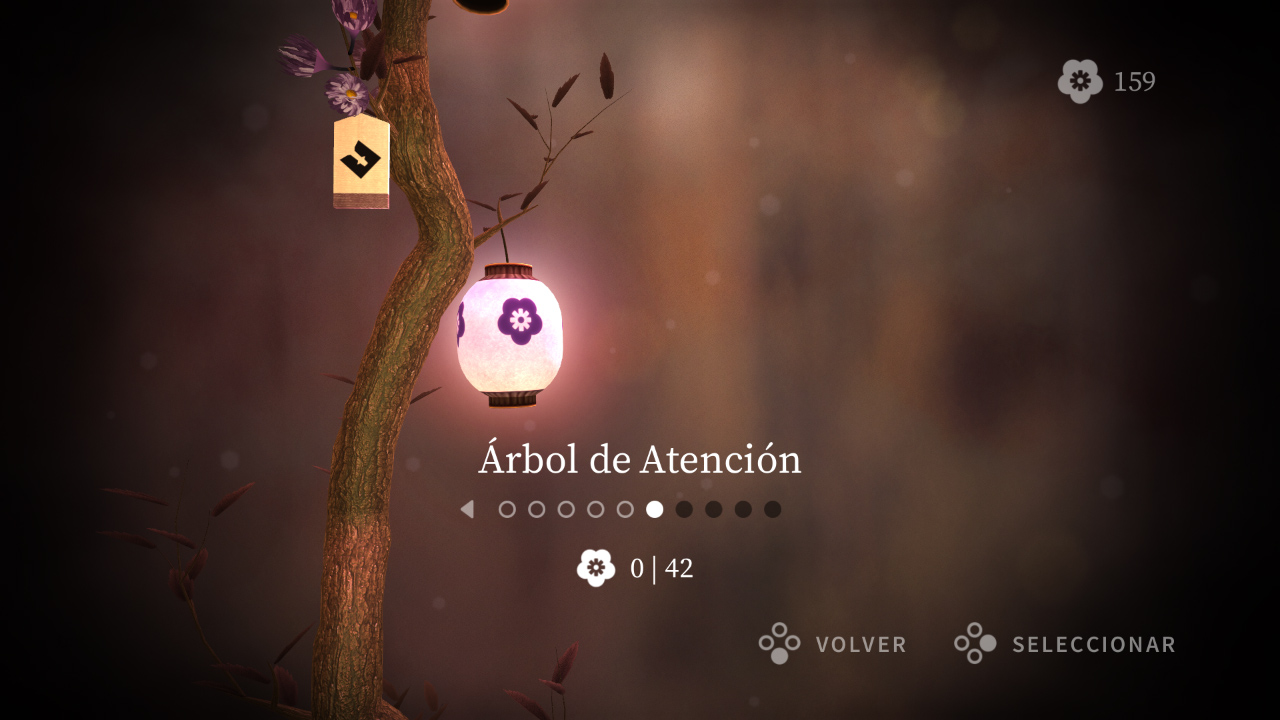 159
Árbol de Atención
0 | 42
VOLVER
SELECCIONAR